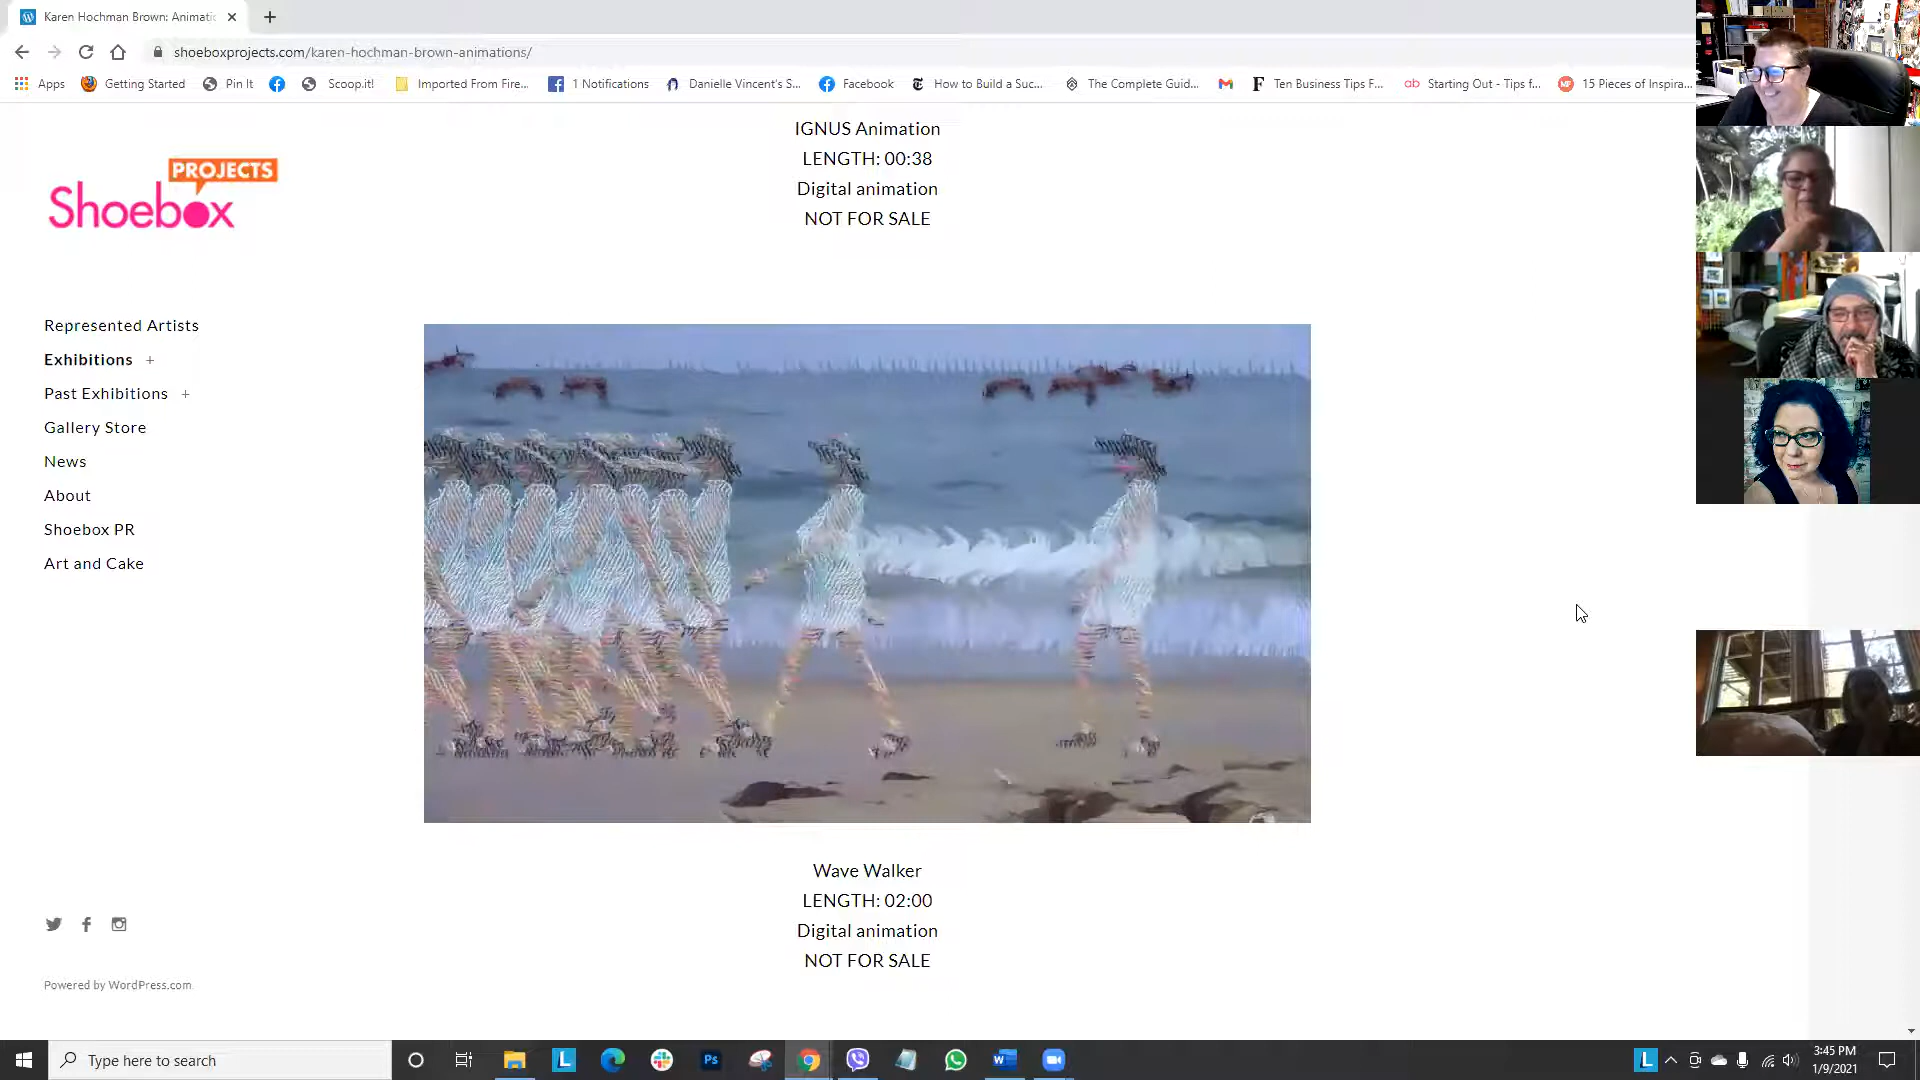 Karen Hochman Brown: Animatic
shoeboxprojects.com/karen-hochman-brown-animations/
Apps
Getting Started
Pin It
Scoop.it!
Imported From Fire...
1 Notifications
Danielle Vincent's S...
Facebook
How to Build a Suc...
The Complete Guid...
Ten Business Tips F...
ab
Starting Out - Tips f...
MF
15 Pieces of Inspira...
PROJECTS
Shoebox
Represented Artists
Exhibitions +
Past Exhibitions +
Gallery Store
News
About
Shoebox PR
Art and Cake
Powered by WordPress.com.
IGNUS Animation
LENGTH: 00:38
Digital animation
NOT FOR SALE
Wave Walker
LENGTH: 02:00
Digital animation
NOT FOR SALE
Type here to search
L
Ps
W
L
3:45 PM
1/9/2021